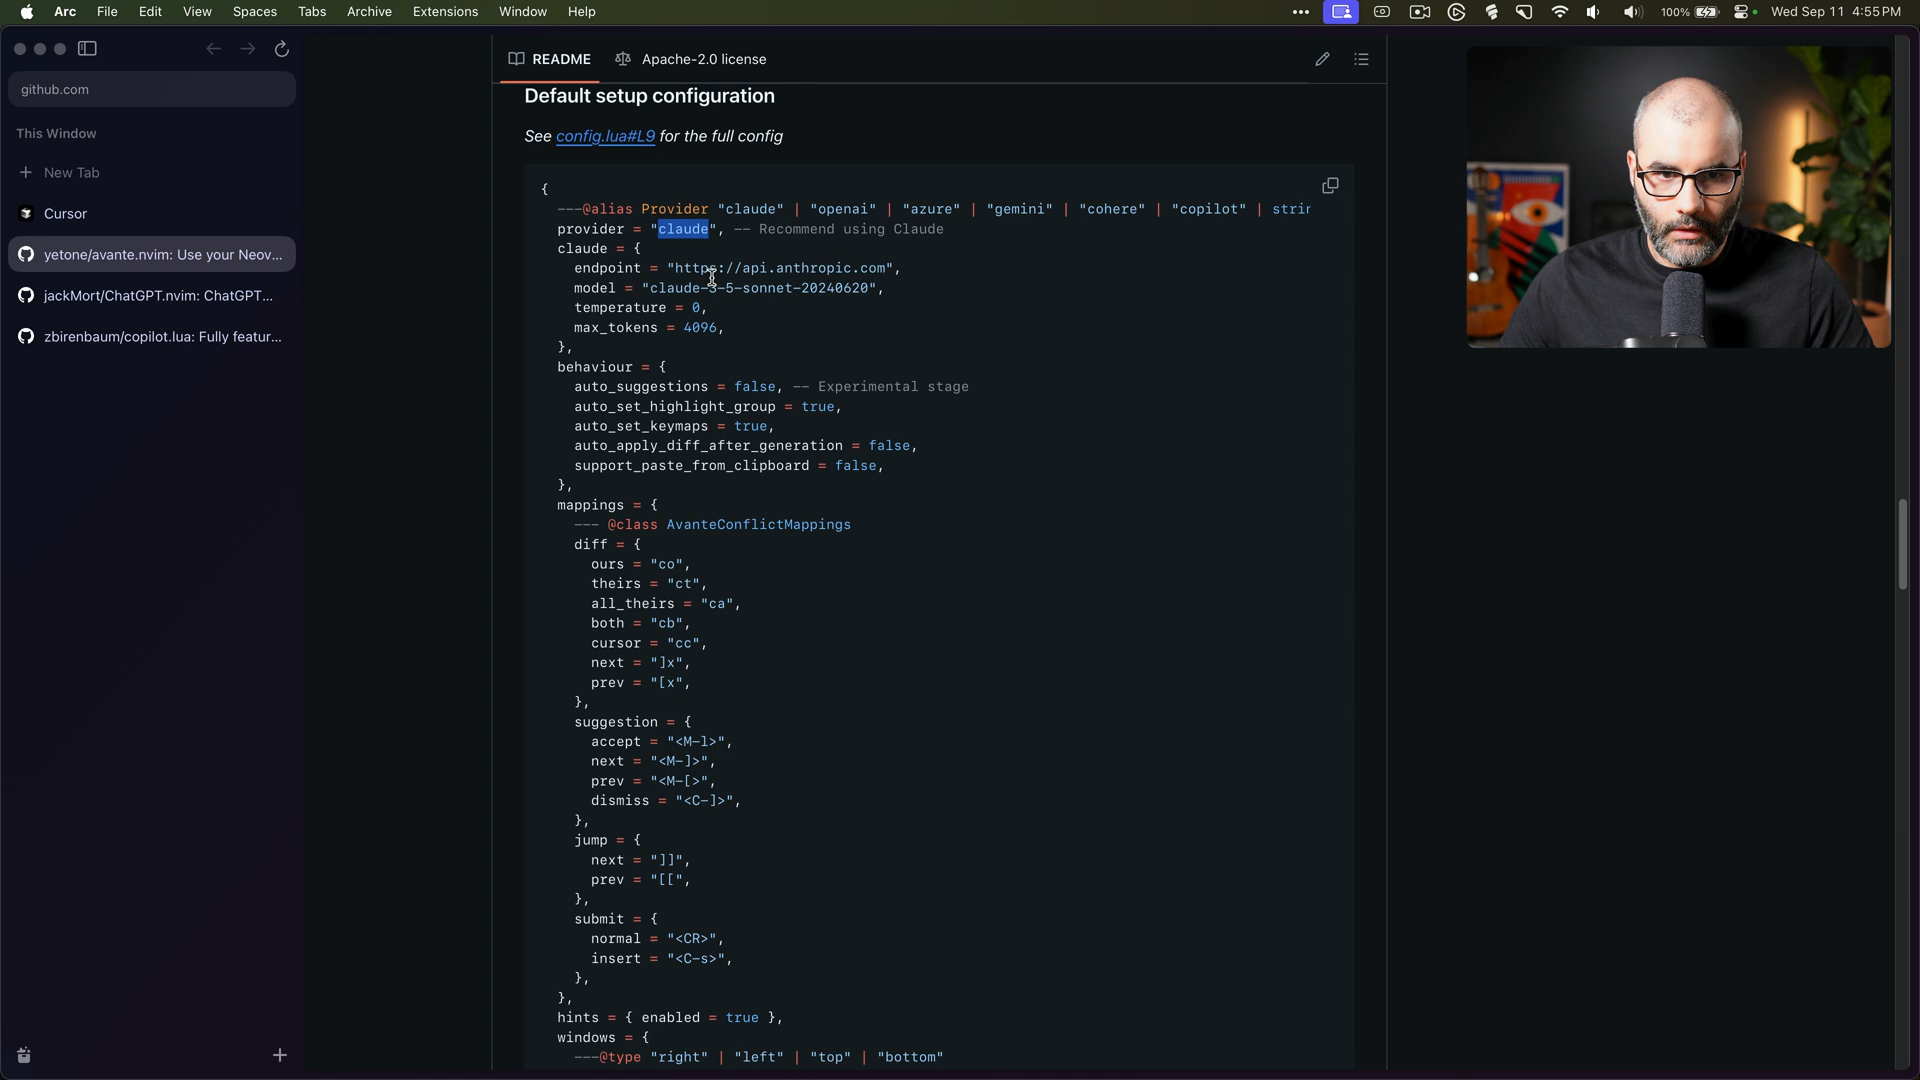 Arc File Edit View Spaces Tabs Archive Extensions Window Help 100% Wed Sep 11 4:55 PM
github.com
This Window
New Tab
Cursor
yetone/avante.nvim: Use your Neov...
jackMort/ChatGPT.nvim: ChatGPT...
zbirenbaum/copilot.lua: Fully featur...
README Apache-2.0 license
Default setup configuration
See config.lua#L9 for the full config
{
---@alias Provider "claude" | "openai" | "azure" | "gemini" | "cohere" | "copilot" | strin
provider = "claude", -- Recommend using Claude
claude = {
endpoint = "https://api.anthropic.com",
model = "claude-3-5-sonnet-20240620",
temperature = 0,
max_tokens = 4096,
},
behaviour = {
auto_suggestions = false, -- Experimental stage
auto_set_highlight_group = true,
auto_set_keymaps = true,
auto_apply_diff_after_generation = false,
support_paste_from_clipboard = false,
},
mappings = {
--- @class AvanteConflictMappings
diff = {
ours = "co",
theirs = "ct",
all_theirs = "ca",
both = "cb",
cursor = "cc",
next = "]x",
prev = "[x",
},
suggestion = {
accept = "<M-l>",
next = "<M-]>",
prev = "<M-[>",
dismiss = "<C-]>",
},
jump = {
next = "]]",
prev = "[[",
},
submit = {
normal = "<CR>",
insert = "<C-s>",
},
},
hints = { enabled = true },
windows = {
---@type "right" | "left" | "top" | "bottom"